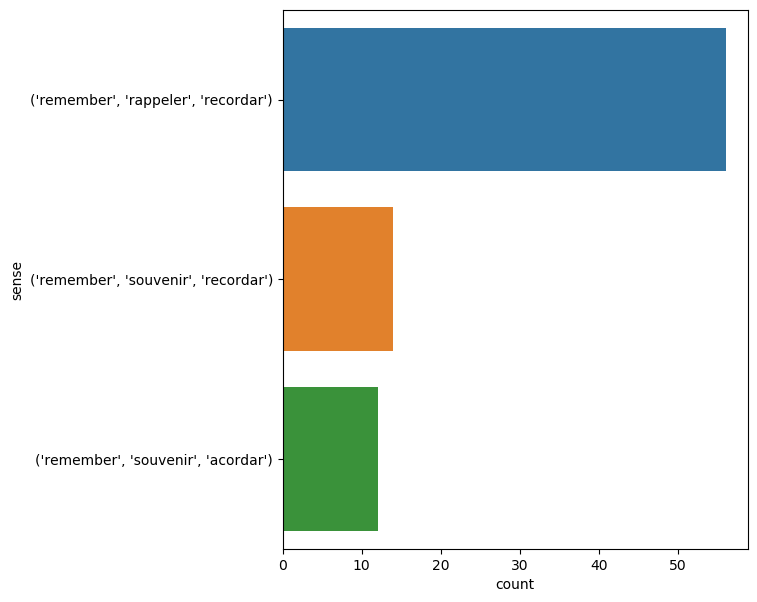 ('remember', 'rappeler', 'recordar')
('remember', 'souvenir', 'recordar')
('remember', 'souvenir', 'acordar')
sense
0 10 20 30 40 50
count